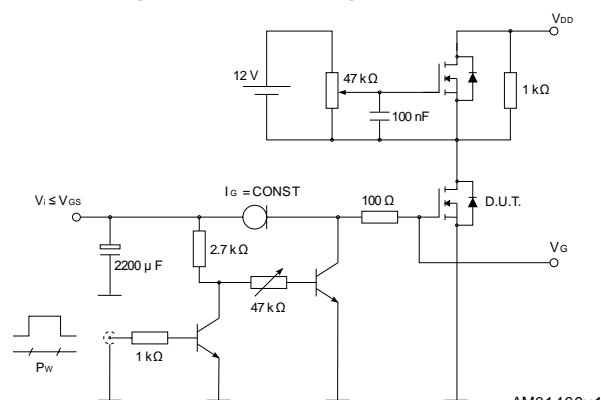 VDD
12 V
47 kΩ
1 kΩ
100 nF
Vi ≤ VGS
IG = CONST
100 Ω
D.U.T.
2.7 kΩ
2200 μF
VG
47 kΩ
1 kΩ
PW